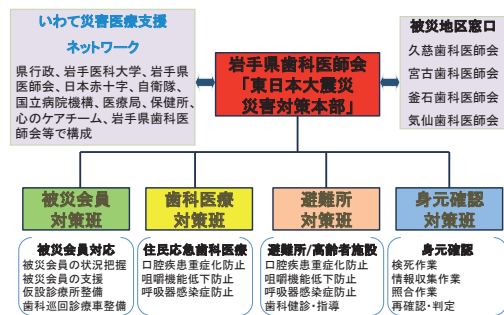 いわて災害医療支援
ネットワーク
県行政、岩手医科大学、岩手県
医師会、日本赤十字、自衛隊、
国立病院機構、医療局、保健所、
心のケアチーム、岩手県歯科医
師会等で構成
岩手県歯科医師会
「東日本大震災
災害対策本部」
被災地区窓口
久慈歯科医師会
宮古歯科医師会
釜石歯科医師会
気仙歯科医師会
被災会員
対策班
歯科医療
対策班
避難所
対策班
身元確認
対策班
被災会員対応
被災会員の状況把握
被災会員の支援
仮設診療所整備
歯科巡回診療車整備
住民応急歯科医療
口腔疾患重症化防止
咀嚼機能低下防止
呼吸器感染症防止
避難所/高齢者施設
口腔疾患重症化防止
咀嚼機能低下防止
呼吸器感染症防止
歯科健診・指導
身元確認
検死作業
情報収集作業
照合作業
再確認・判定